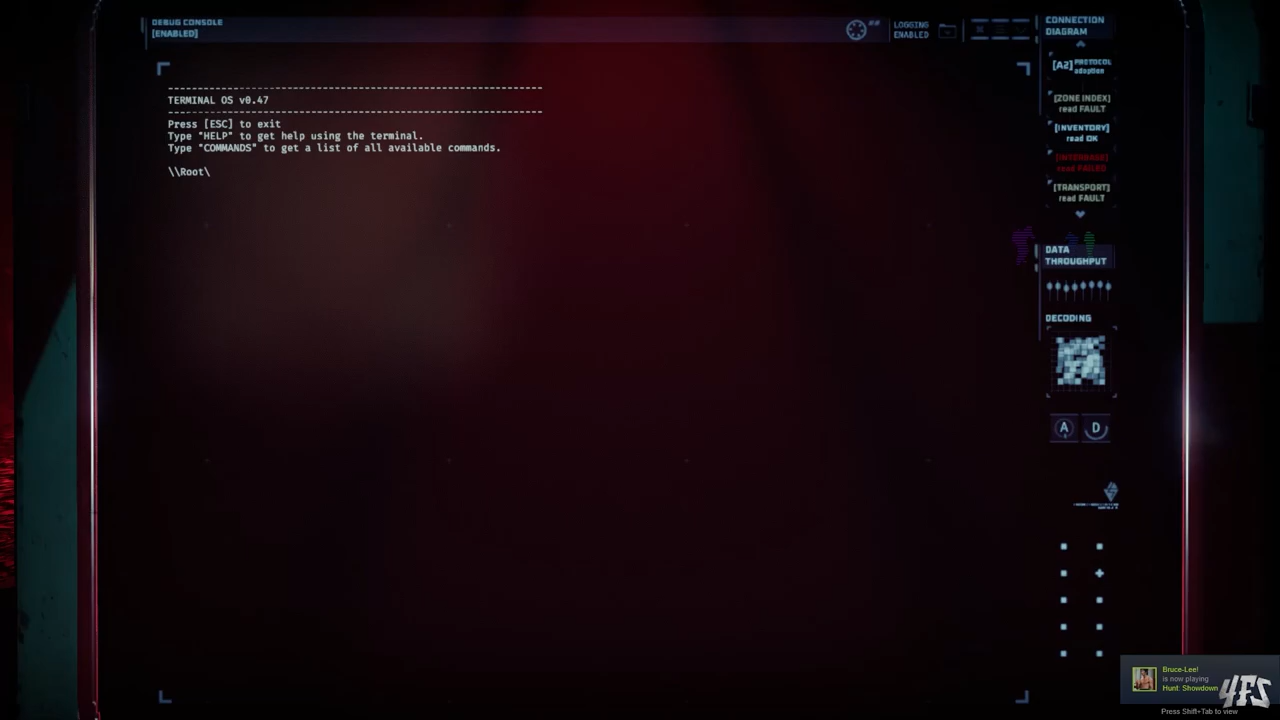 DEBUG CONSOLE
[ENABLED]
LOGGING
ENABLED
CONNECTION
DIAGRAM
[A2] PROTOCOL
adoption
[ZONE INDEX]
read FAULT
[INVENTORY]
read OK
read FAILED
[TRANSPORT]
read FAULT
DATA
THROUGHPUT
DECODING
A D
TERMINAL OS v0.47
Press [ESC] to exit
Type "HELP" to get help using the terminal.
Type "COMMANDS" to get a list of all available commands.
\\Root\
Bruce-Lee!
is now playing
Hunt: Showdown
4FS
Press Shift+Tab to view